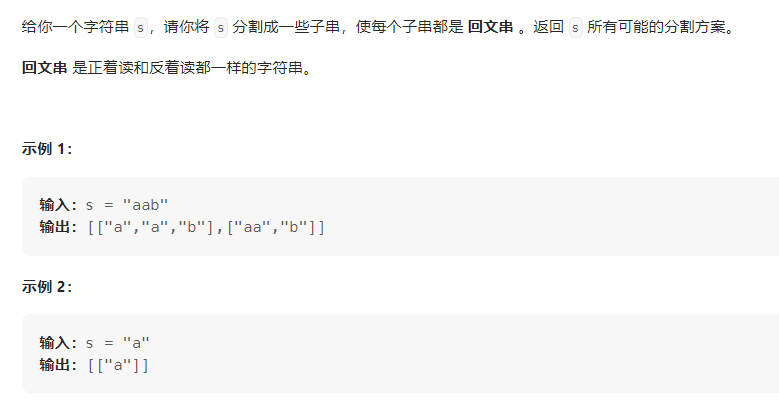 给你一个字符串 s，请你将 s 分割成一些子串，使每个子串都是 回文串 。返回 s 所有可能的分割方案。
回文串 是正着读和反着读都一样的字符串。
示例 1：
输入：s = "aab"
输出：[["a","a","b"],["aa","b"]]
示例 2：
输入：s = "a"
输出：[["a"]]